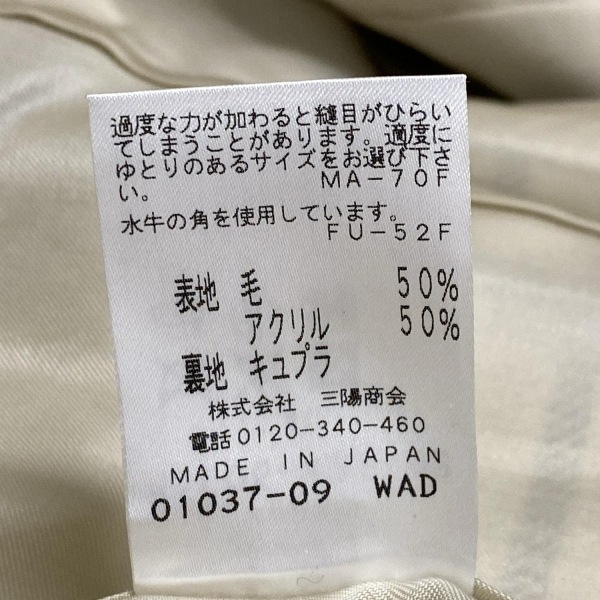 過度な力が加わると縫目がひらい
てしまうことがあります。適度に
ゆとりのあるサイズをお選び下さ
い。 MA-70F
水牛の角を使用しています。
FU-52F
表地 毛 50%
アクリル 50%
裏地 キュプラ
株式会社 三陽商会
電話0120-340-460
MADE IN JAPAN
01037-09 WAD